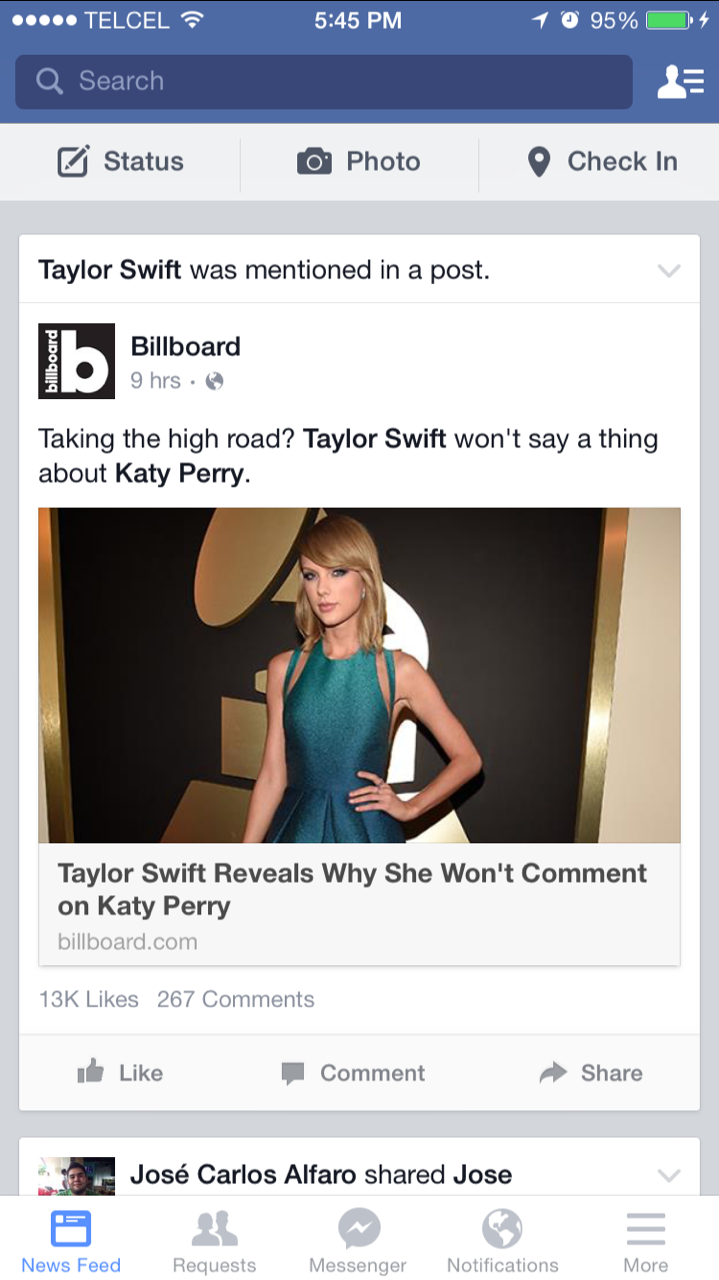 TELCEL 5:45 PM 95%
Search
Status Photo Check In
Taylor Swift was mentioned in a post.
billboard b
Billboard
9 hrs ·
Taking the high road? Taylor Swift won't say a thing
about Katy Perry.
Taylor Swift Reveals Why She Won't Comment
on Katy Perry
billboard.com
13K Likes 267 Comments
Like Comment Share
José Carlos Alfaro shared Jose
News Feed Requests Messenger Notifications More